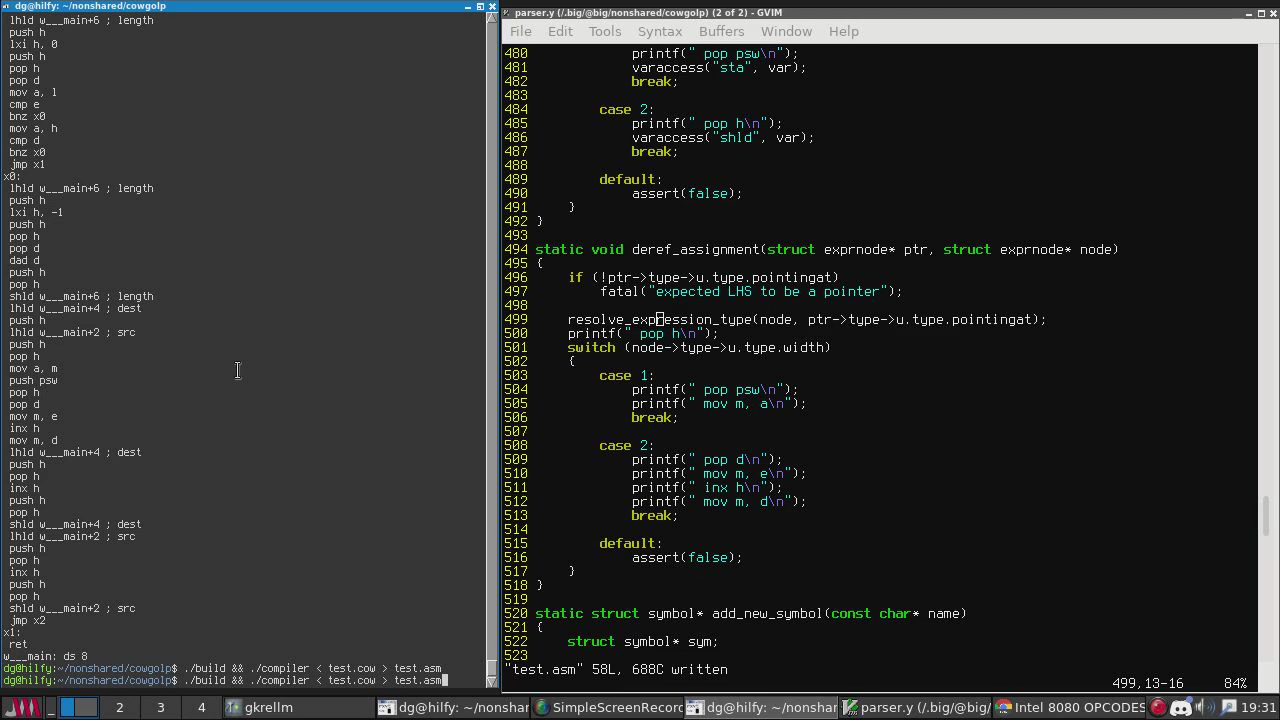 dg@hilfy: ~/nonshared/cowgolp
lhld w___main+6 ; length
push h
lxi h, 0
push h
pop h
pop d
mov a, l
cmp e
bnz x0
mov a, h
cmp d
bnz x0
jmp x1
x0:
lhld w___main+6 ; length
push h
lxi h, -1
push h
pop h
pop d
dad d
push h
pop h
shld w___main+6 ; length
lhld w___main+4 ; dest
push h
lhld w___main+2 ; src
push h
pop h
mov a, m
push psw
pop h
pop d
mov m, e
inx h
mov m, d
lhld w___main+4 ; dest
push h
pop h
inx h
push h
pop h
shld w___main+4 ; dest
lhld w___main+2 ; src
push h
pop h
inx h
push h
pop h
shld w___main+2 ; src
jmp x2
x1:
ret
w___main: ds 8
dg@hilfy:~/nonshared/cowgolp$ ./build && ./compiler < test.cow > test.asm
dg@hilfy:~/nonshared/cowgolp$ ./build && ./compiler < test.cow > test.asm
parser.y (/.big/@big/nonshared/cowgolp) (2 of 2) - GVIM
File Edit Tools Syntax Buffers Window Help
480 printf(" pop psw\n");
481 varaccess("sta", var);
482 break;
483
484 case 2:
485 printf(" pop h\n");
486 varaccess("shld", var);
487 break;
488
489 default:
490 assert(false);
491 }
492 }
493
494 static void deref_assignment(struct exprnode* ptr, struct exprnode* node)
495 {
496 if (!ptr->type->u.type.pointingat)
497 fatal("expected LHS to be a pointer");
498
499 resolve_expression_type(node, ptr->type->u.type.pointingat);
500 printf(" pop h\n");
501 switch (node->type->u.type.width)
502 {
503 case 1:
504 printf(" pop psw\n");
505 printf(" mov m, a\n");
506 break;
507
508 case 2:
509 printf(" pop d\n");
510 printf(" mov m, e\n");
511 printf(" inx h\n");
512 printf(" mov m, d\n");
513 break;
514
515 default:
516 assert(false);
517 }
518 }
519
520 static struct symbol* add_new_symbol(const char* name)
521 {
522 struct symbol* sym;
523
"test.asm" 58L, 688C written
499,13-16 84%
2 3 4 gkrellm dg@hilfy: ~/nonshar SimpleScreenRecor dg@hilfy: ~/nonshar parser.y (/.big/@big/ Intel 8080 OPCODES 19:31